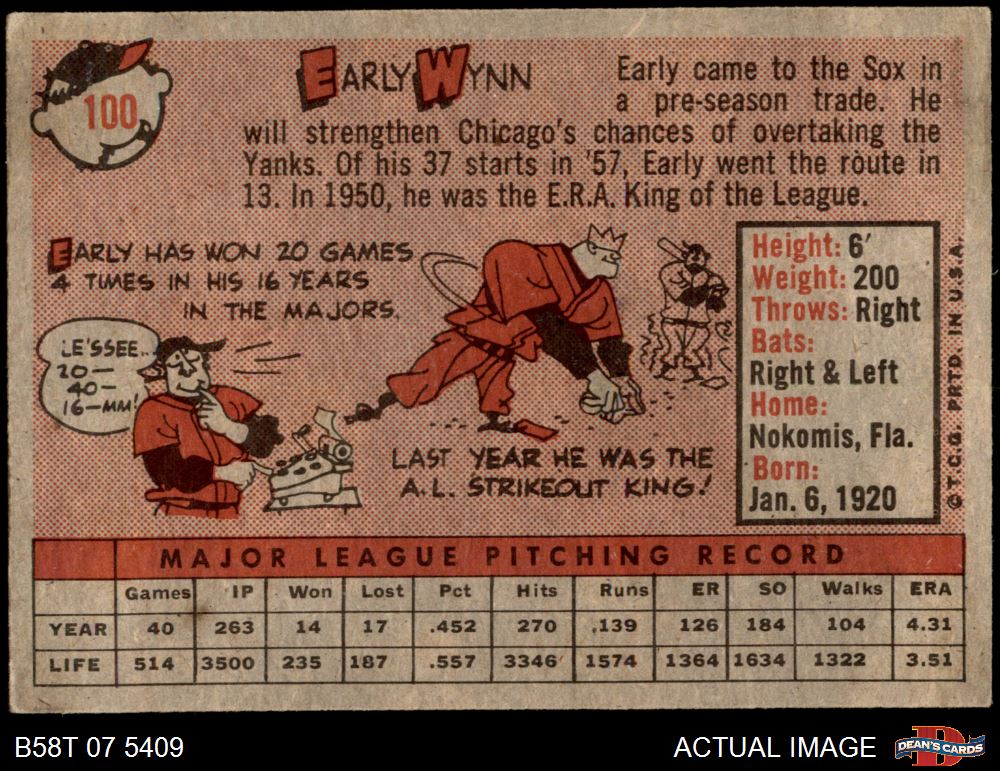 100
EARLY WYNN
Early came to the Sox in
a pre-season trade. He
will strengthen Chicago's chances of overtaking the
Yanks. Of his 37 starts in '57, Early went the route in
13. In 1950, he was the E.R.A. King of the League.
EARLY HAS WON 20 GAMES
4 TIMES IN HIS 16 YEARS
IN THE MAJORS.
LE'SSEE..
20—
40—
16—MM!
LAST YEAR HE WAS THE
A.L. STRIKEOUT KING!
Height: 6'
Weight: 200
Throws: Right
Bats:
Right & Left
Home:
Nokomis, Fla.
Born:
Jan. 6, 1920
© T.C.G. PRTD. IN U.S.A.
MAJOR LEAGUE PITCHING RECORD
Games IP Won Lost Pct Hits Runs ER SO Walks ERA
YEAR 40 263 14 17 .452 270 139 126 184 104 4.31
LIFE 514 3500 235 187 .557 3346 1574 1364 1634 1322 3.51
B58T 07 5409
ACTUAL IMAGE
DEAN'S CARDS